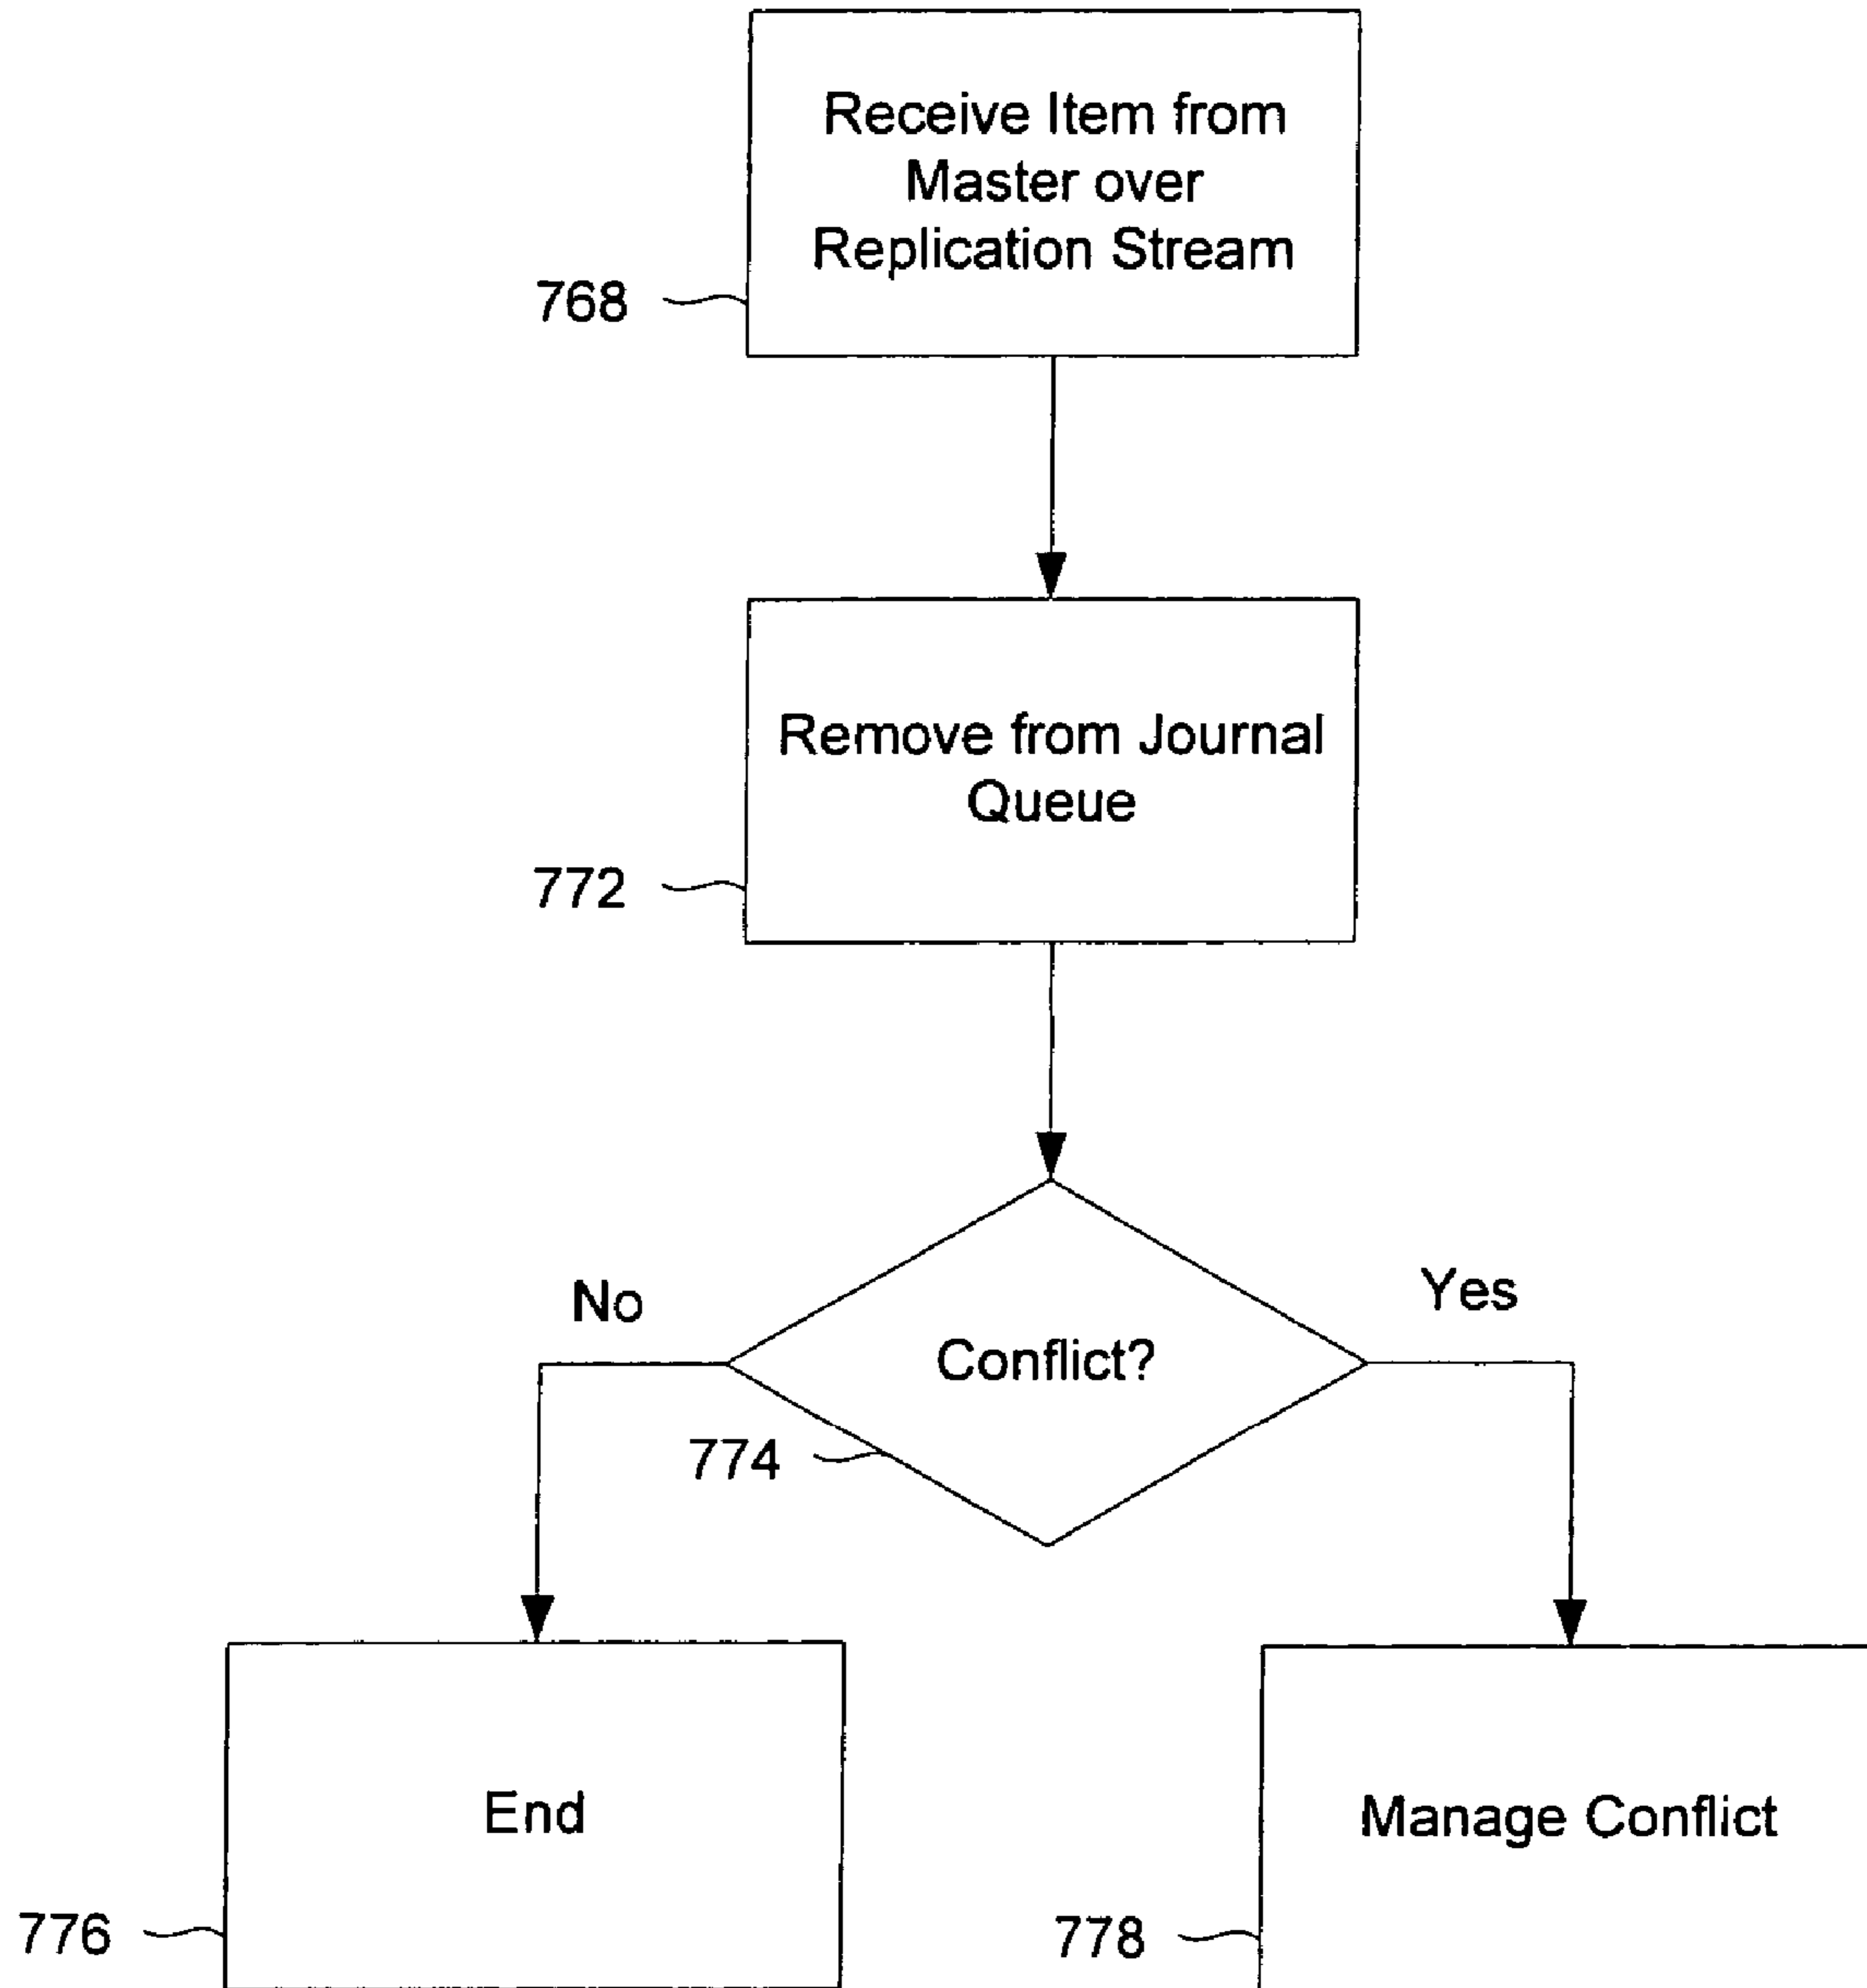 Receive Item from
Master over
Replication Stream
768
Remove from Journal
Queue
772
No
Yes
Conflict?
774
End
Manage Conflict
776
778